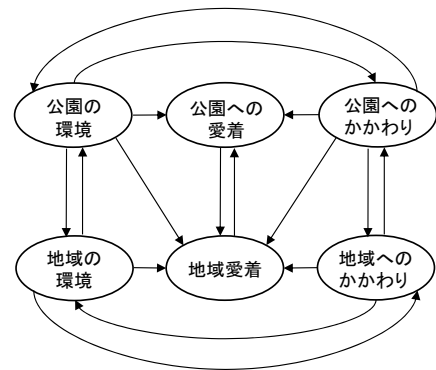 公園の
環境
公園への
愛着
公園への
かかわり
地域の
環境
地域愛着
地域への
かかわり